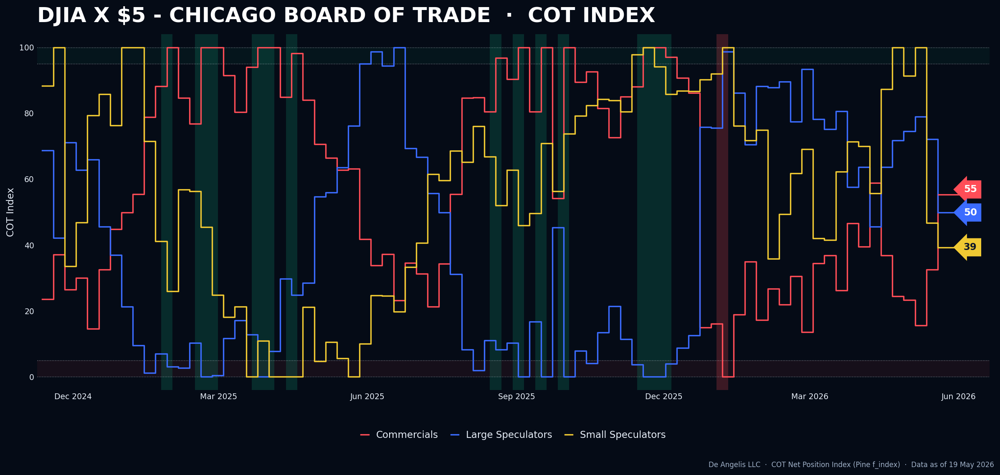 DJIA X $5 - CHICAGO BOARD OF TRADE · COT INDEX
COT Index
100
80
60
40
20
0
55
50
39
Dec 2024
Mar 2025
Jun 2025
Sep 2025
Dec 2025
Mar 2026
Jun 2026
Commercials
Large Speculators
Small Speculators
De Angelis LLC · COT Net Position Index (Pine f_index) · Data as of 19 May 2026